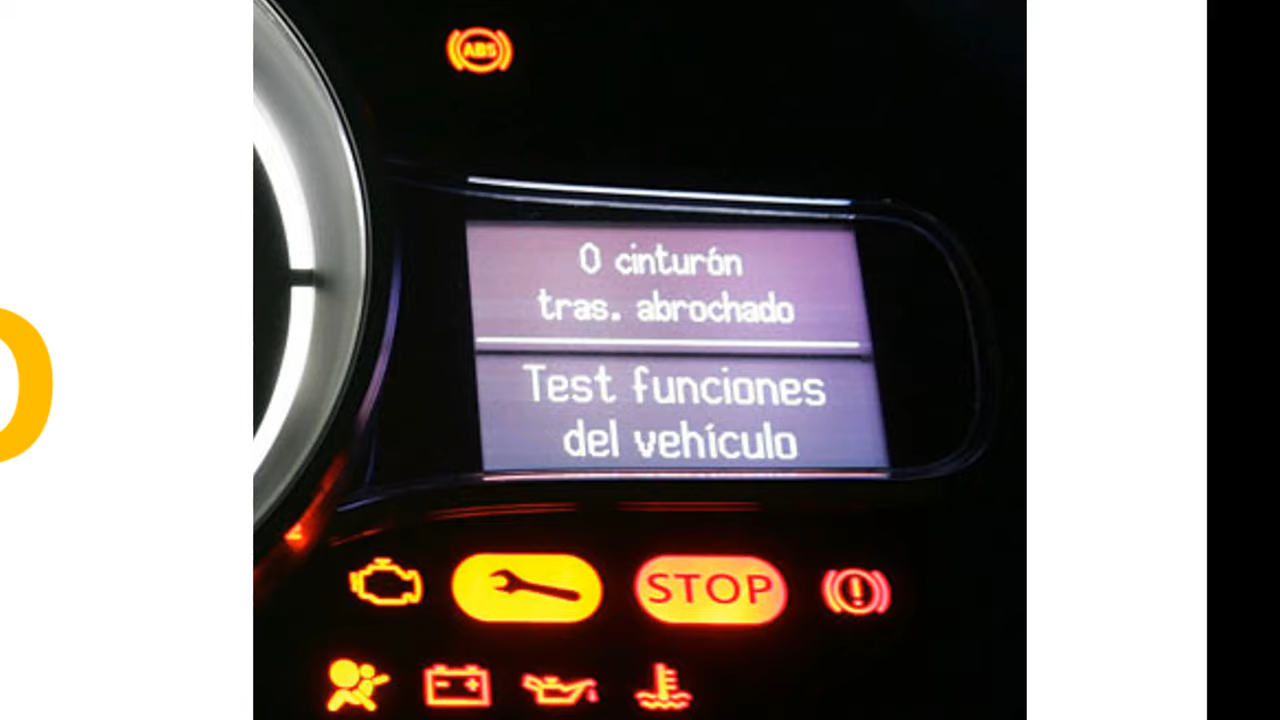 ABS
0 cinturón
tras. abrochado
Test funciones
del vehículo
STOP